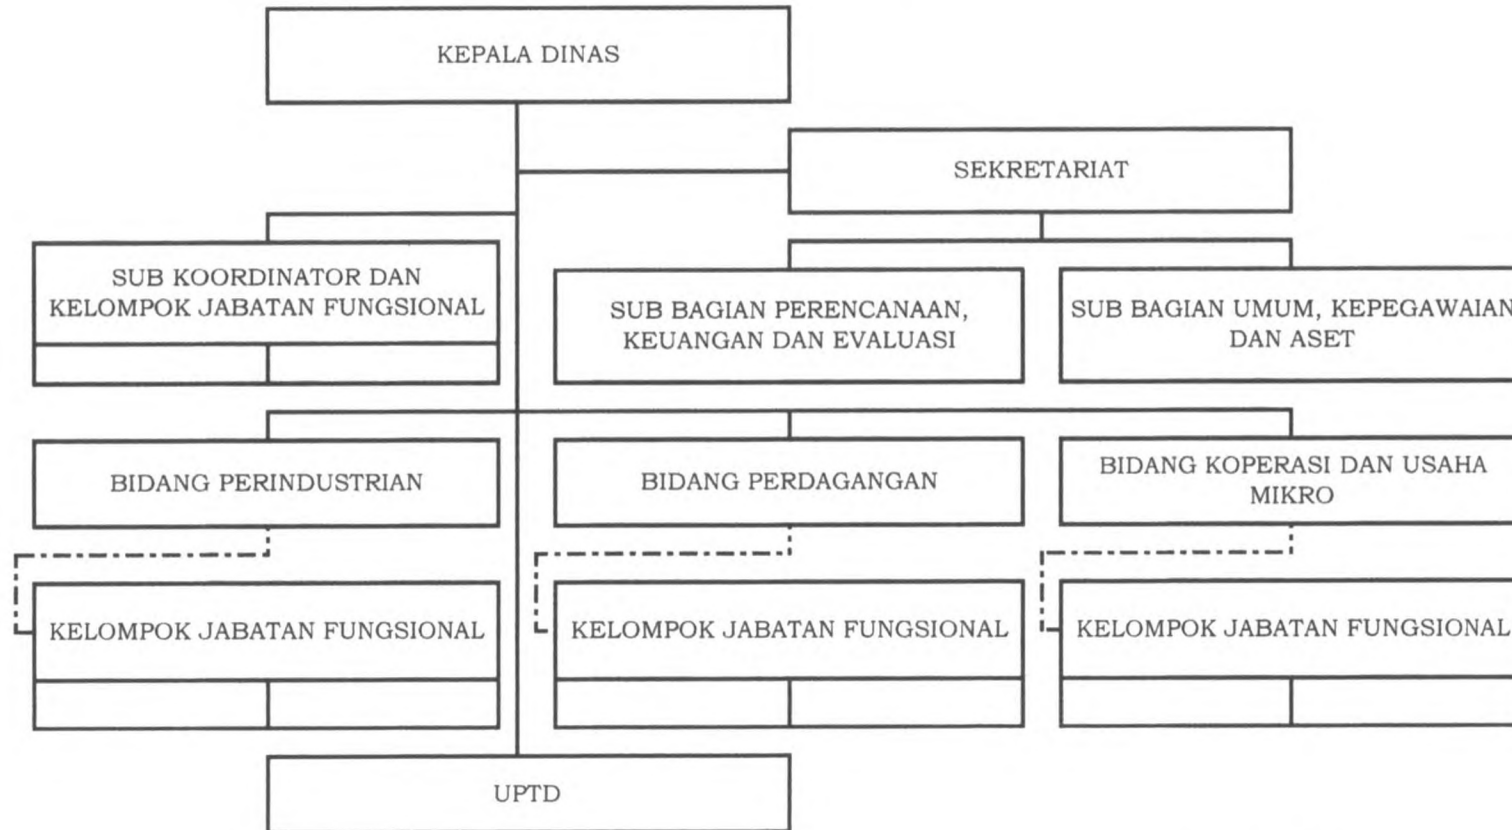 KEPALA DINAS
SEKRETARIAT
SUB KOORDINATOR DAN
KELOMPOK JABATAN FUNGSIONAL
SUB BAGIAN PERENCANAAN,
KEUANGAN DAN EVALUASI
SUB BAGIAN UMUM, KEPEGAWAIAN
DAN ASET
BIDANG PERINDUSTRIAN
BIDANG PERDAGANGAN
BIDANG KOPERASI DAN USAHA
MIKRO
KELOMPOK JABATAN FUNGSIONAL
KELOMPOK JABATAN FUNGSIONAL
KELOMPOK JABATAN FUNGSIONAL
UPTD